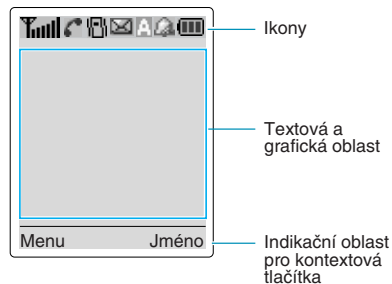 A
Ikony
Textová a
grafická oblast
Menu Jméno
Indikační oblast
pro kontextová
tlačítka